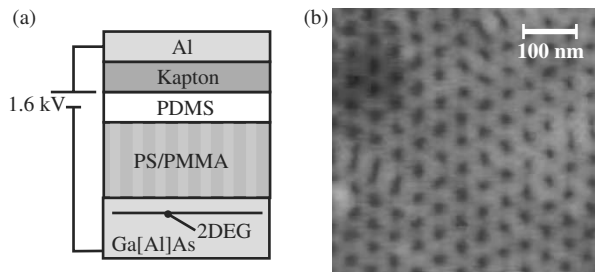 (a)
Al
Kapton
1.6 kV
PDMS
PS/PMMA
2DEG
Ga[Al]As
(b)
100 nm